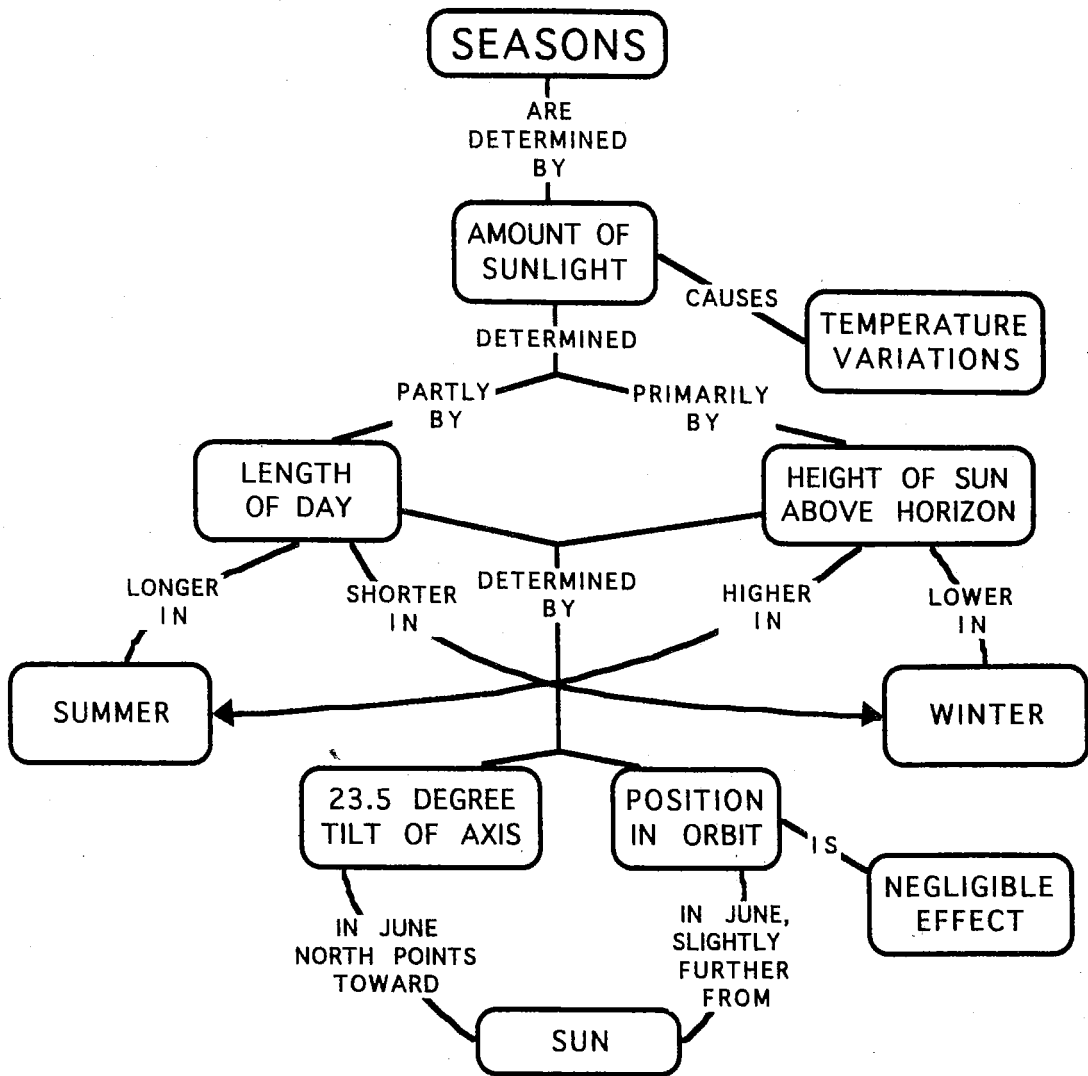 SEASONS
ARE
DETERMINED
BY
AMOUNT OF
SUNLIGHT
CAUSES
TEMPERATURE
VARIATIONS
DETERMINED
PARTLY
BY
PRIMARILY
BY
LENGTH
OF DAY
HEIGHT OF SUN
ABOVE HORIZON
LONGER
IN
SHORTER
IN
DETERMINED
BY
HIGHER
IN
LOWER
IN
SUMMER
WINTER
23.5 DEGREE
TILT OF AXIS
POSITION
IN ORBIT
IS
NEGLIGIBLE
EFFECT
IN JUNE
NORTH POINTS
TOWARD
IN JUNE,
SLIGHTLY
FURTHER
FROM
SUN